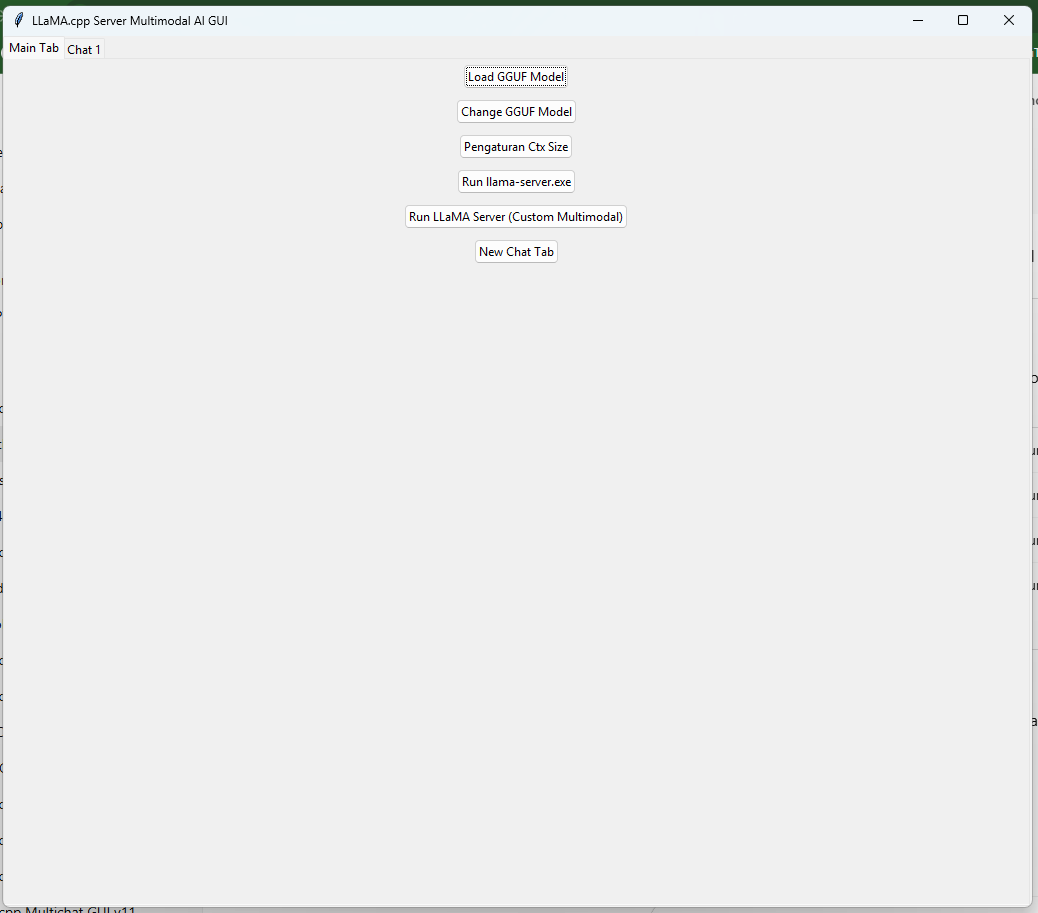 LLaMA.cpp Server Multimodal AI GUI
Main Tab Chat 1
Load GGUF Model
Change GGUF Model
Pengaturan Ctx Size
Run llama-server.exe
Run LLaMA Server (Custom Multimodal)
New Chat Tab
cpp Multichat GUI v11